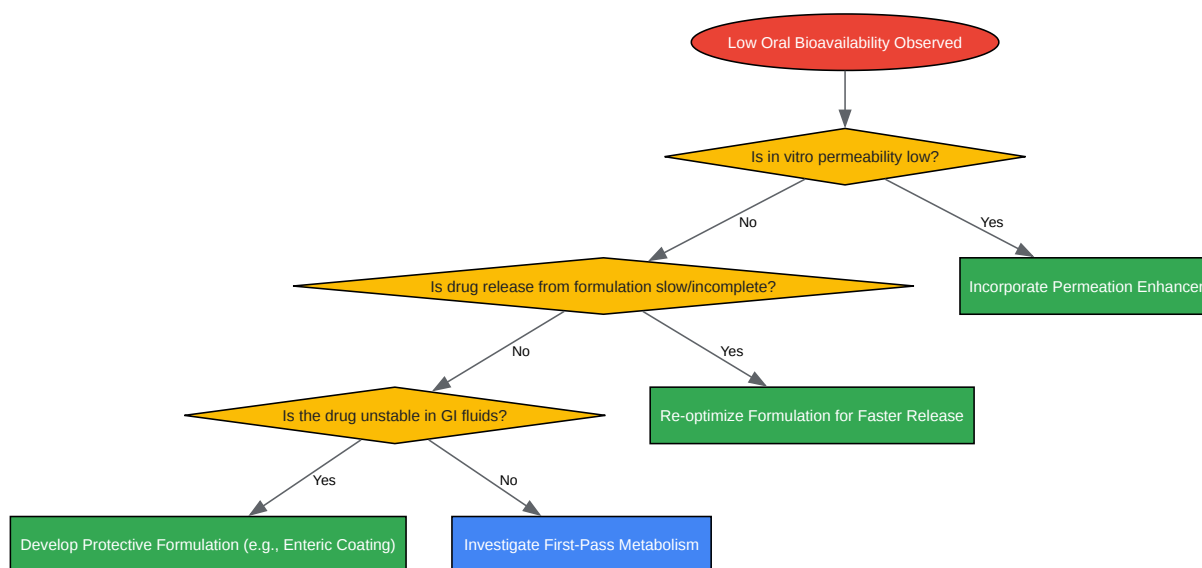 Low Oral Bioavailability Observed
Is in vitro permeability low?
No
Yes
Is drug release from formulation slow/incomplete?
Incorporate Permeation Enhancer
No
Yes
Is the drug unstable in GI fluids?
Re-optimize Formulation for Faster Release
Yes
No
Develop Protective Formulation (e.g., Enteric Coating)
Investigate First-Pass Metabolism